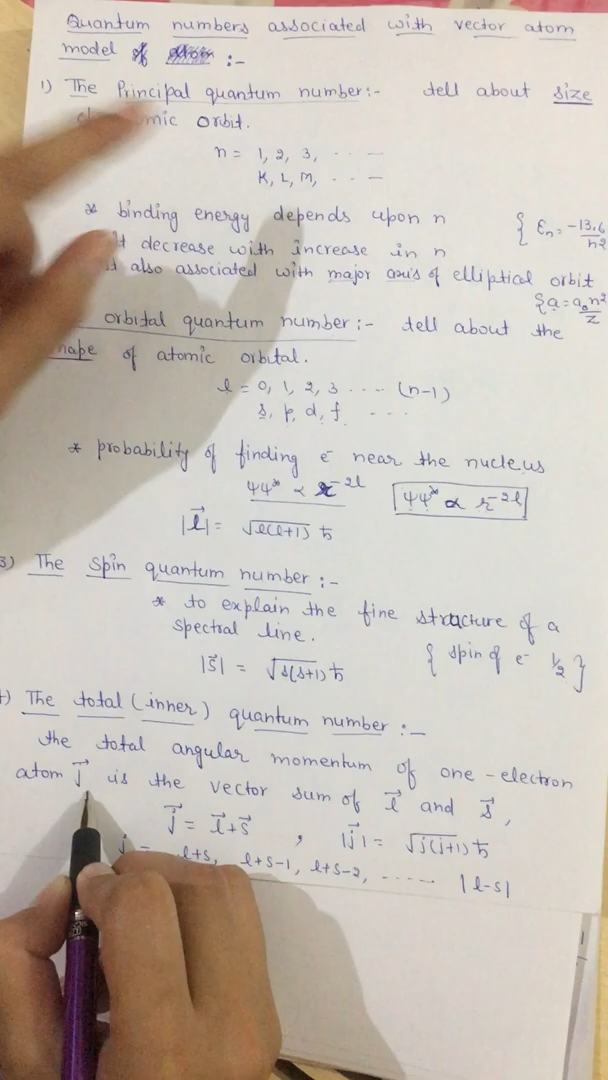 Quantum numbers associated with vector atom
model of :-
1) The Principal quantum number:- tell about size
orbit.
n = 1, 2, 3, . . . —
K, L, M, . . . —
* binding energy depends upon n { En = -13.6/n²
It decrease with increase in n
also associated with major axis of elliptical orbit
{a = a₀n²/Z
orbital quantum number:- tell about the
shape of atomic orbital.
l = 0, 1, 2, 3 .... (n-1)
s, p, d, f . . .
* probability of finding e⁻ near the nucleus
ψψ* ∝ r⁻²ˡ ψψ* ∝ r⁻²ˡ
|l⃗| = √l(l+1) ħ
3) The Spin quantum number :-
* to explain the fine structure of a
spectral line. { spin of e⁻ 1/2 }
|s⃗| = √s(s+1) ħ
The total (inner) quantum number :-
the total angular momentum of one-electron
atom j⃗ is the vector sum of l⃗ and s⃗,
j⃗ = l⃗+s⃗ , |j⃗| = √j(j+1) ħ
j = l+s, l+s-1, l+s-2, ...... |l-s|